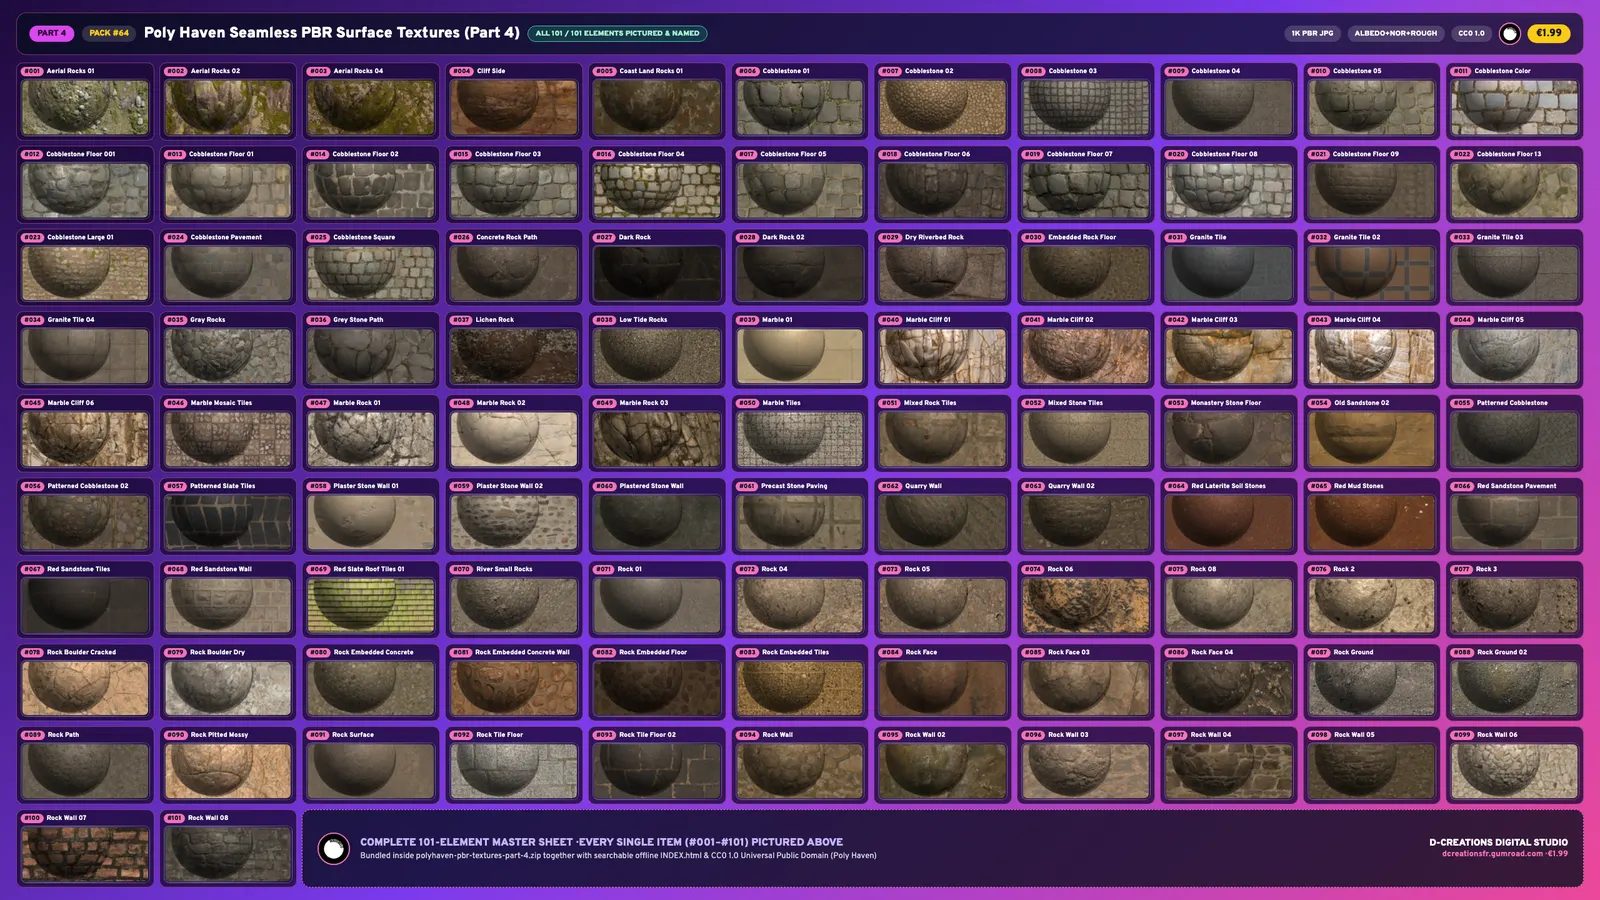 PART 4 PACK #64 Poly Haven Seamless PBR Surface Textures (Part 4) ALL 101 / 101 ELEMENTS PICTURED & NAMED 1K PBR JPG ALBEDO+NOR+ROUGH CC0 1.0 €1.99
#001 Aerial Rocks 01 #002 Aerial Rocks 02 #003 Aerial Rocks 04 #004 Cliff Side #005 Coast Land Rocks 01 #006 Cobblestone 01 #007 Cobblestone 02 #008 Cobblestone 03 #009 Cobblestone 04 #010 Cobblestone 05 #011 Cobblestone Color
#012 Cobblestone Floor 001 #013 Cobblestone Floor 01 #014 Cobblestone Floor 02 #015 Cobblestone Floor 03 #016 Cobblestone Floor 04 #017 Cobblestone Floor 05 #018 Cobblestone Floor 06 #019 Cobblestone Floor 07 #020 Cobblestone Floor 08 #021 Cobblestone Floor 09 #022 Cobblestone Floor 13
#023 Cobblestone Large 01 #024 Cobblestone Pavement #025 Cobblestone Square #026 Concrete Rock Path #027 Dark Rock #028 Dark Rock 02 #029 Dry Riverbed Rock #030 Embedded Rock Floor #031 Granite Tile #032 Granite Tile 02 #033 Granite Tile 03
#034 Granite Tile 04 #035 Gray Rocks #036 Grey Stone Path #037 Lichen Rock #038 Low Tide Rocks #039 Marble 01 #040 Marble Cliff 01 #041 Marble Cliff 02 #042 Marble Cliff 03 #043 Marble Cliff 04 #044 Marble Cliff 05
#045 Marble Cliff 06 #046 Marble Mosaic Tiles #047 Marble Rock 01 #048 Marble Rock 02 #049 Marble Rock 03 #050 Marble Tiles #051 Mixed Rock Tiles #052 Mixed Stone Tiles #053 Monastery Stone Floor #054 Old Sandstone 02 #055 Patterned Cobblestone
#056 Patterned Cobblestone 02 #057 Patterned Slate Tiles #058 Plaster Stone Wall 01 #059 Plaster Stone Wall 02 #060 Plastered Stone Wall #061 Precast Stone Paving #062 Quarry Wall #063 Quarry Wall 02 #064 Red Laterite Soil Stones #065 Red Mud Stones #066 Red Sandstone Pavement
#067 Red Sandstone Tiles #068 Red Sandstone Wall #069 Red Slate Roof Tiles 01 #070 River Small Rocks #071 Rock 01 #072 Rock 04 #073 Rock 05 #074 Rock 06 #075 Rock 08 #076 Rock 2 #077 Rock 3
#078 Rock Boulder Cracked #079 Rock Boulder Dry #080 Rock Embedded Concrete #081 Rock Embedded Concrete Wall #082 Rock Embedded Floor #083 Rock Embedded Tiles #084 Rock Face #085 Rock Face 03 #086 Rock Face 04 #087 Rock Ground #088 Rock Ground 02
#089 Rock Path #090 Rock Pitted Mossy #091 Rock Surface #092 Rock Tile Floor #093 Rock Tile Floor 02 #094 Rock Wall #095 Rock Wall 02 #096 Rock Wall 03 #097 Rock Wall 04 #098 Rock Wall 05 #099 Rock Wall 06
#100 Rock Wall 07 #101 Rock Wall 08
COMPLETE 101-ELEMENT MASTER SHEET · EVERY SINGLE ITEM (#001–#101) PICTURED ABOVE
Bundled inside polyhaven-pbr-textures-part-4.zip together with searchable offline INDEX.html & CC0 1.0 Universal Public Domain (Poly Haven)
D-CREATIONS DIGITAL STUDIO
dcreationsfr.gumroad.com · €1.99